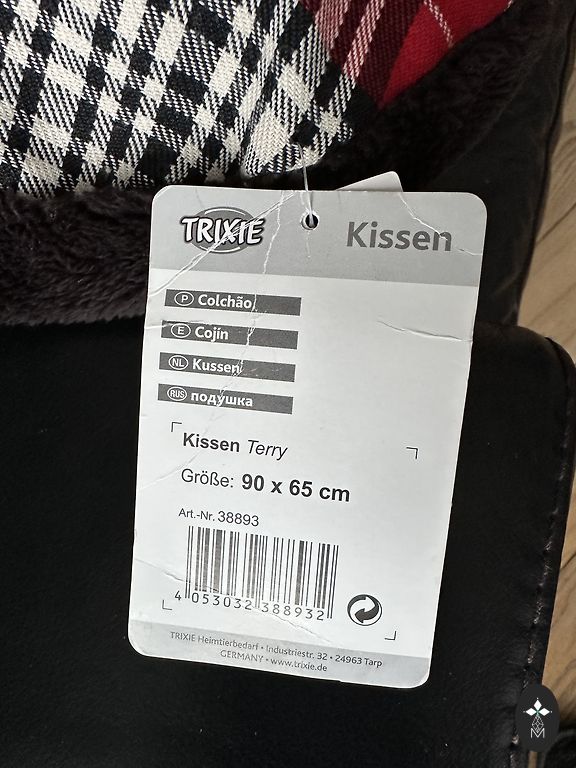 TRIXIE
Kissen
P Colchão
E Cojín
NL Kussen
RUS подушка
Kissen Terry
Größe: 90 x 65 cm
Art.-Nr. 38893
4 053032 388932
TRIXIE Heimtierbedarf • Industriestr. 32 • 24963 Tarp
GERMANY • www.trixie.de
M